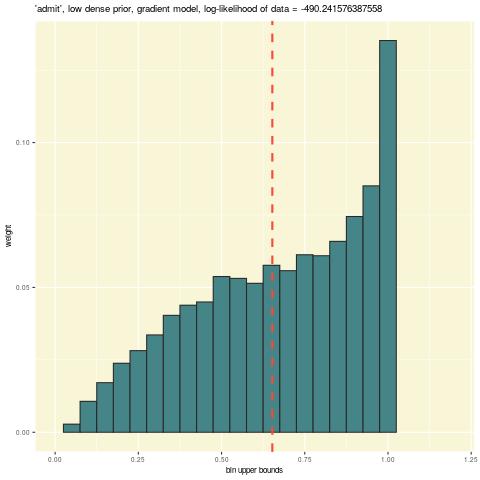 'admit', low dense prior, gradient model, log-likelihood of data = -490.241576387558
weight
0.10
0.05
0.00
0.00 0.25 0.50 0.75 1.00 1.25
bin upper bounds